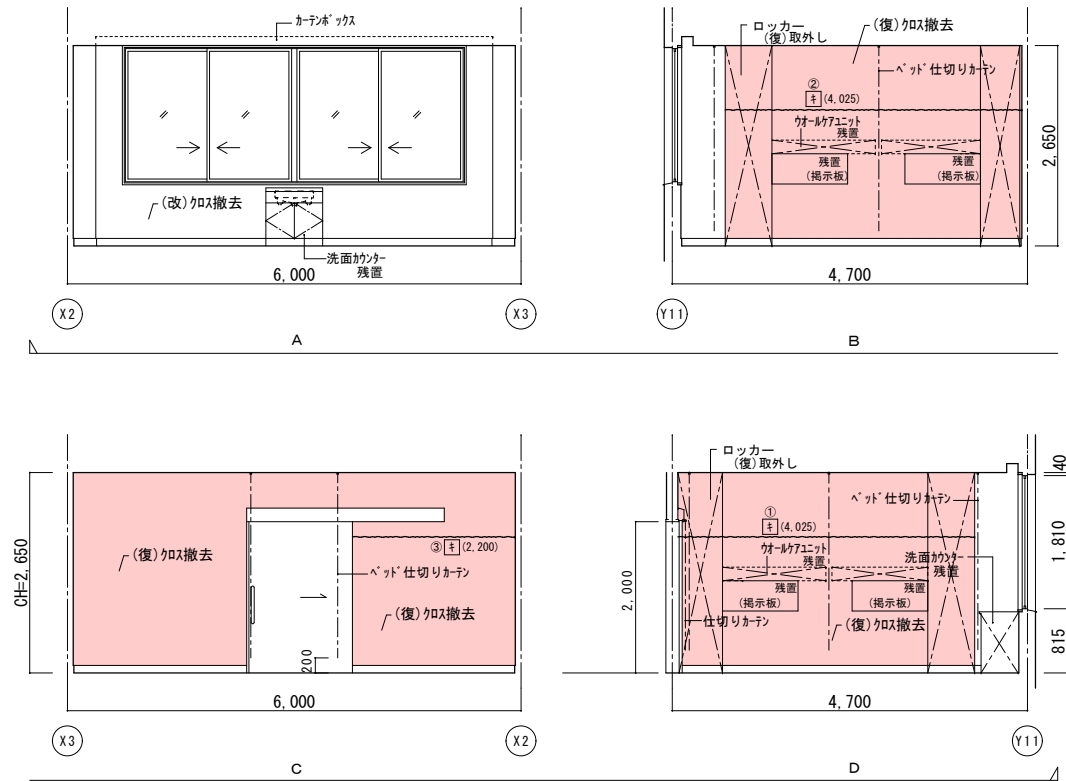 カーテンボックス
(改)クロス撤去
洗面カウンター
残置
6,000
X2
X3
A
ロッカー
(復)取外し
(復)クロス撤去
ベッド仕切りカーテン
②
キ (4,025)
ウオールケアユニット
残置
残置
(掲示板)
残置
(掲示板)
2,650
4,700
Y11
B
CH=2,650
(復)クロス撤去
③ キ (2,200)
ベッド仕切りカーテン
(復)クロス撤去
200
6,000
X3
X2
C
ロッカー
(復)取外し
ベッド仕切りカーテン
①
キ (4,025)
ウオールケアユニット
残置
洗面カウンター
残置
残置
(掲示板)
残置
(掲示板)
仕切りカーテン
(復)クロス撤去
2,000
40
1,810
815
4,700
Y11
D